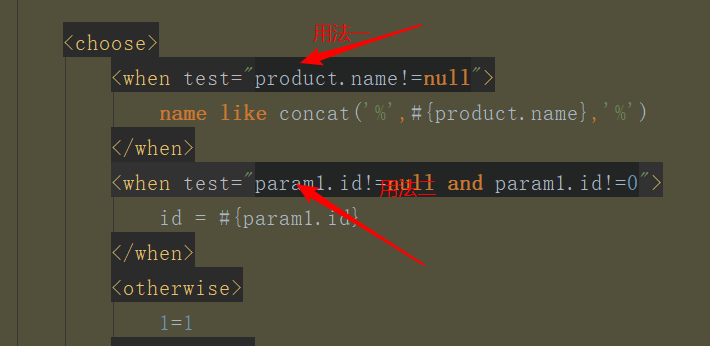 用法一
<choose>
<when test="product.name!=null">
name like concat('%',#{product.name},'%')
</when>
<when test="param1.id!=null and param1.id!=0">
用法二
id = #{param1.id}
</when>
<otherwise>
1=1